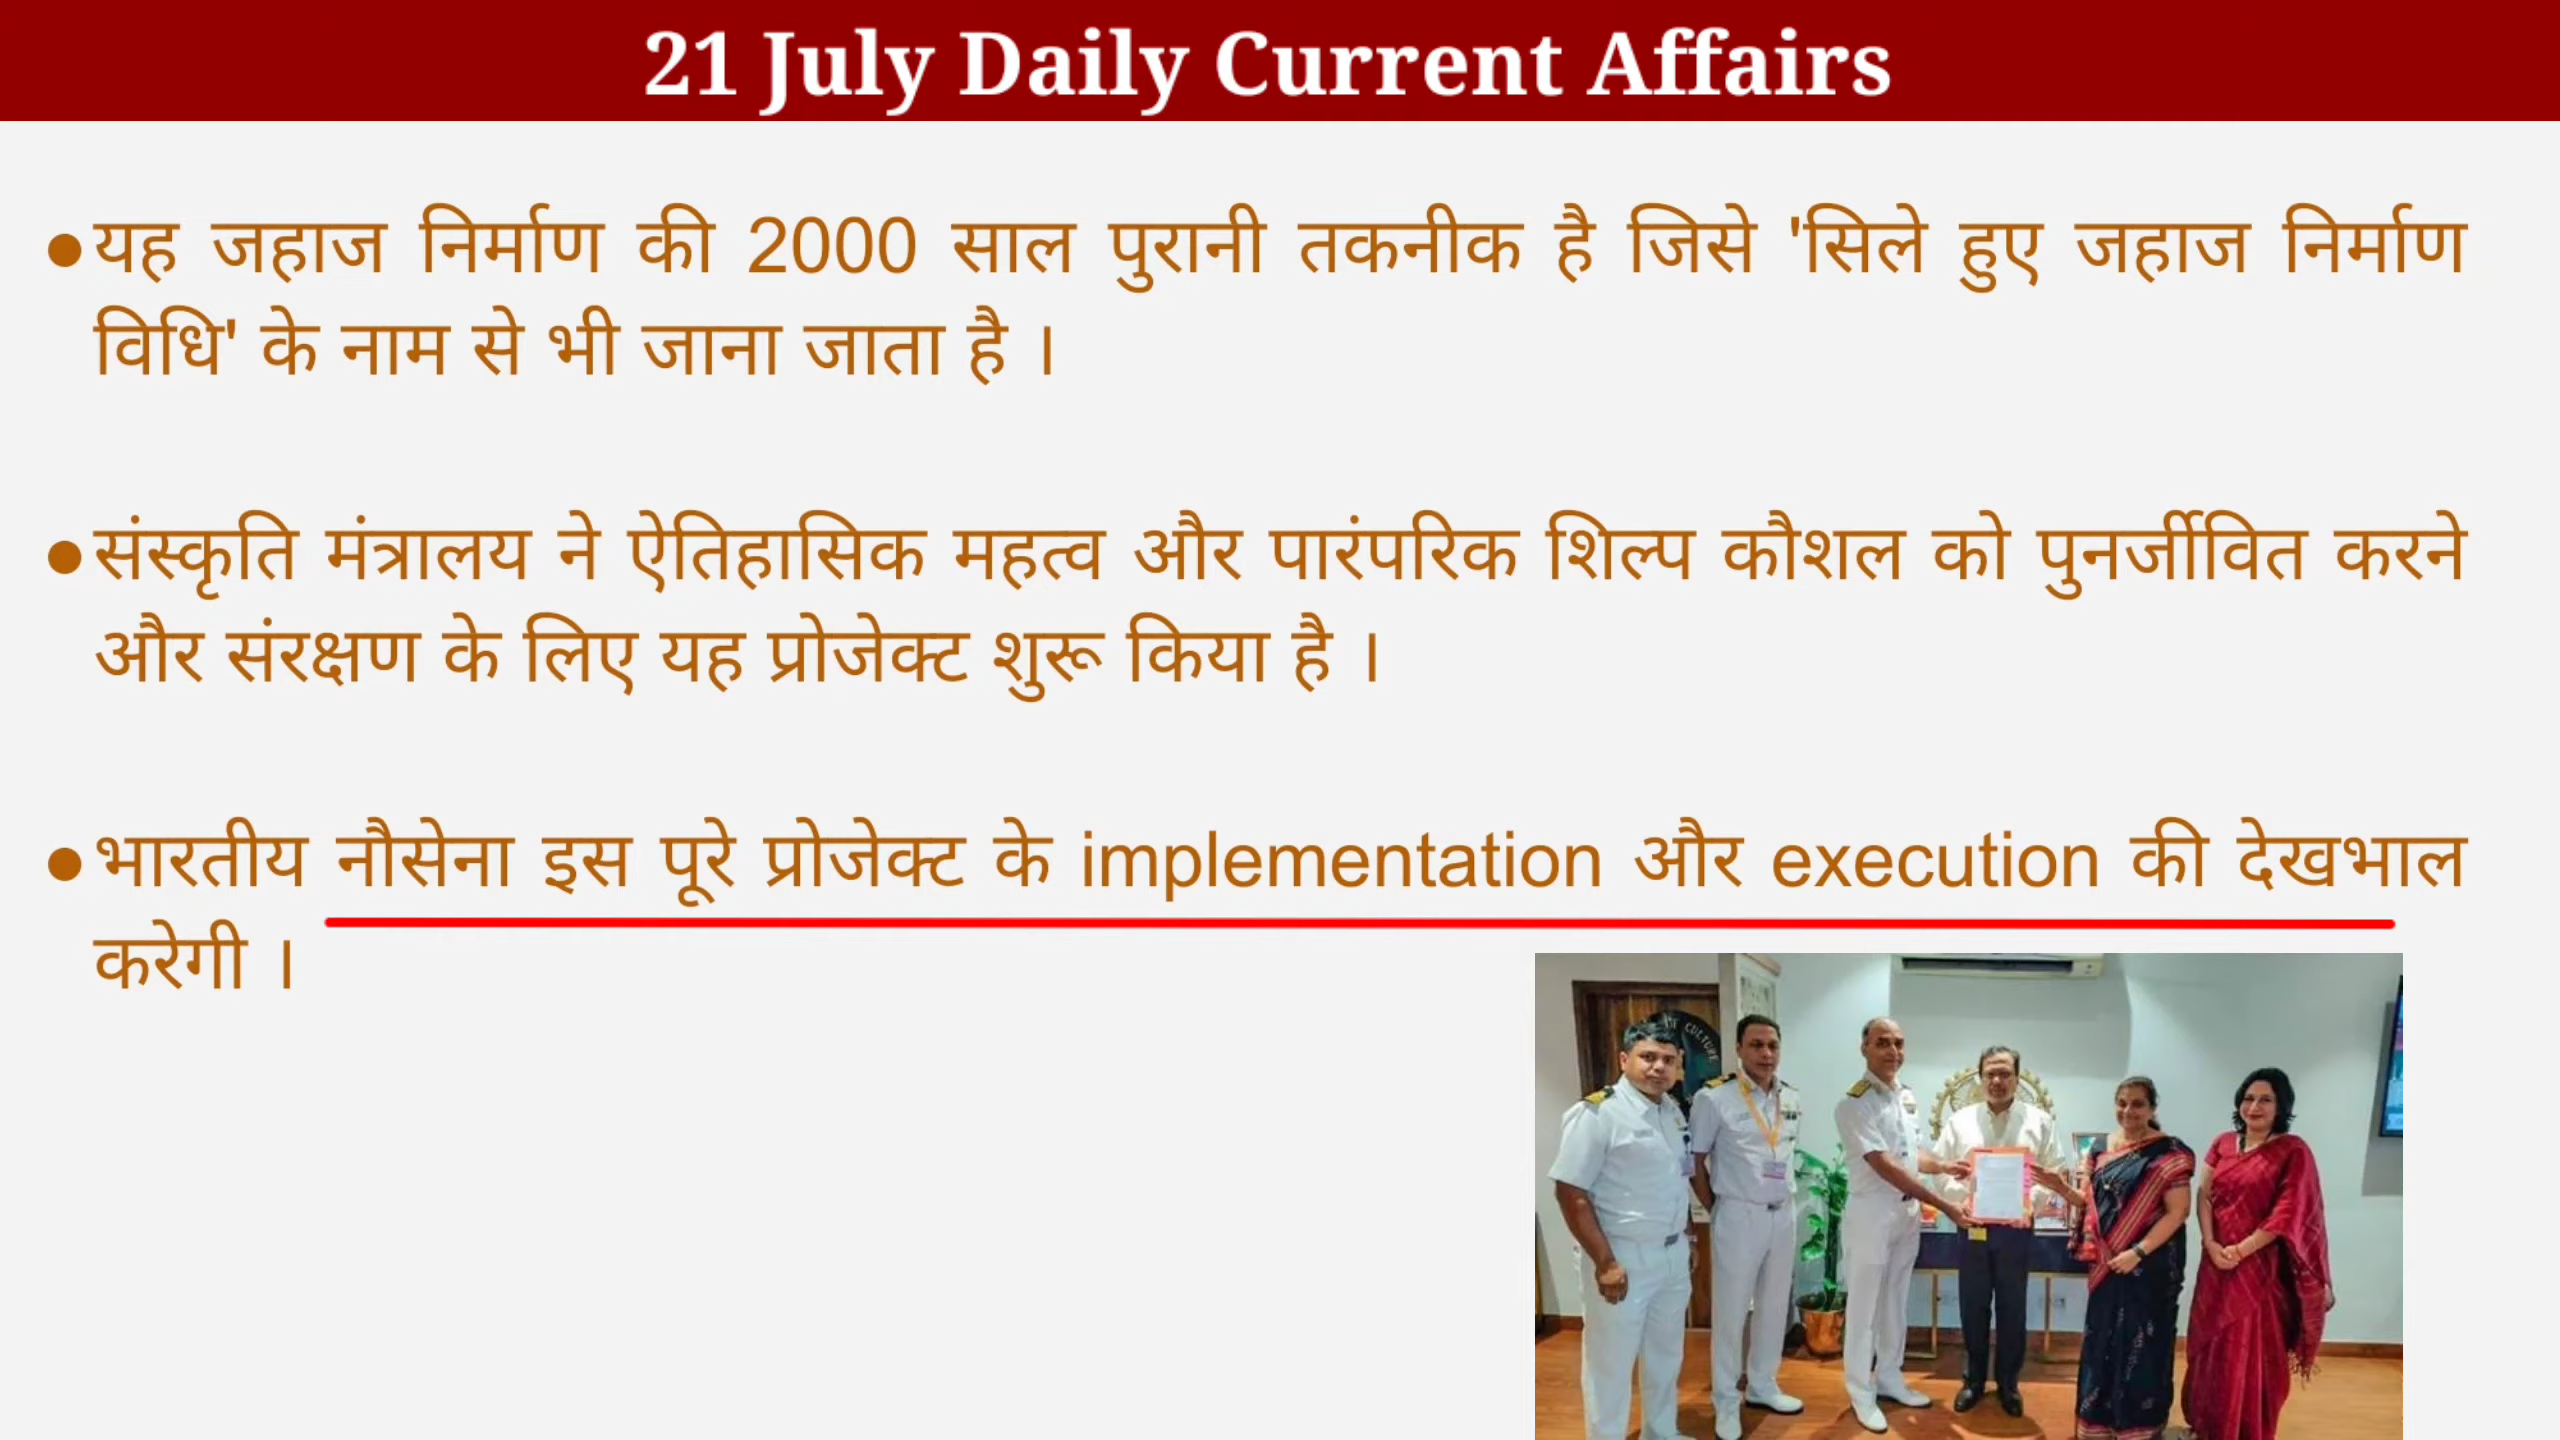 21 July Daily Current Affairs
●यह जहाज निर्माण की 2000 साल पुरानी तकनीक है जिसे 'सिले हुए जहाज निर्माण
विधि' के नाम से भी जाना जाता है ।
●संस्कृति मंत्रालय ने ऐतिहासिक महत्व और पारंपरिक शिल्प कौशल को पुनर्जीवित करने
और संरक्षण के लिए यह प्रोजेक्ट शुरू किया है ।
●भारतीय नौसेना इस पूरे प्रोजेक्ट के implementation और execution की देखभाल
करेगी ।
CULTURE